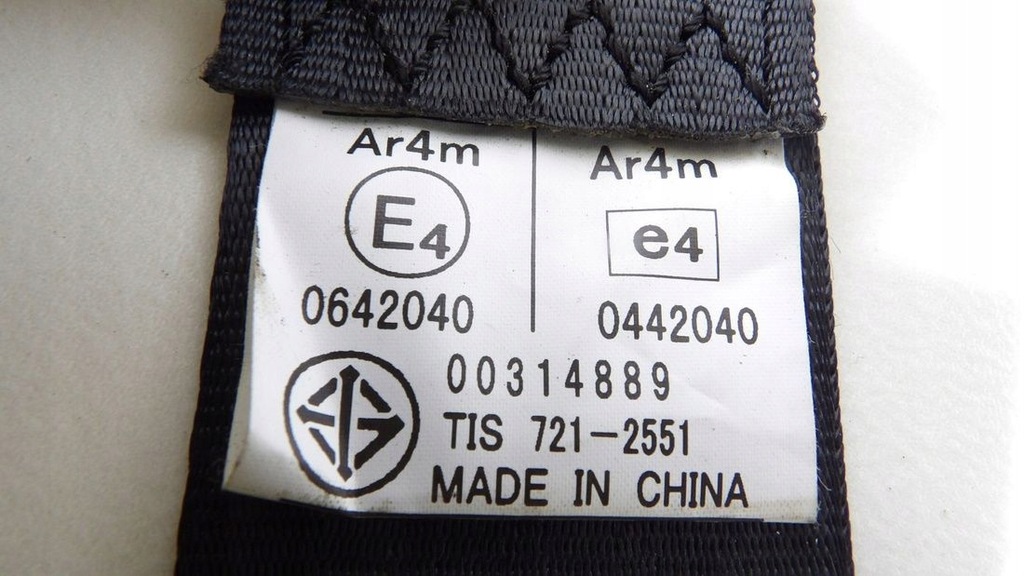 Ar4m
E4
0642040
Ar4m
e4
0442040
00314889
TIS 721-2551
MADE IN CHINA